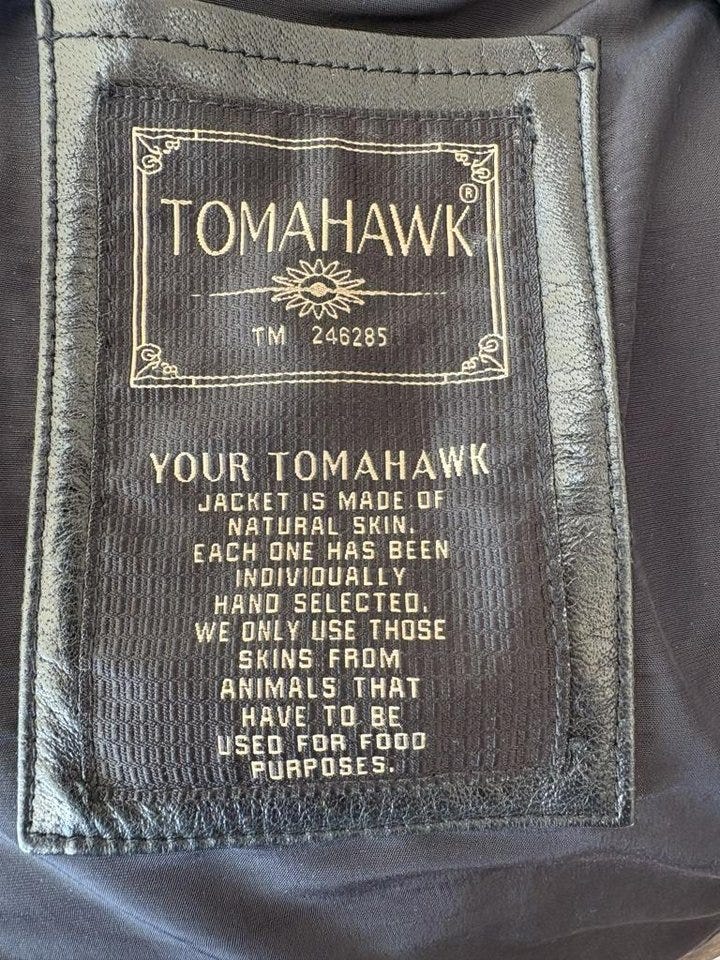 TOMAHAWK®
TM 246285
YOUR TOMAHAWK
JACKET IS MADE OF
NATURAL SKIN.
EACH ONE HAS BEEN
INDIVIDUALLY
HAND SELECTED.
WE ONLY USE THOSE
SKINS FROM
ANIMALS THAT
HAVE TO BE
USED FOR FOOD
PURPOSES.